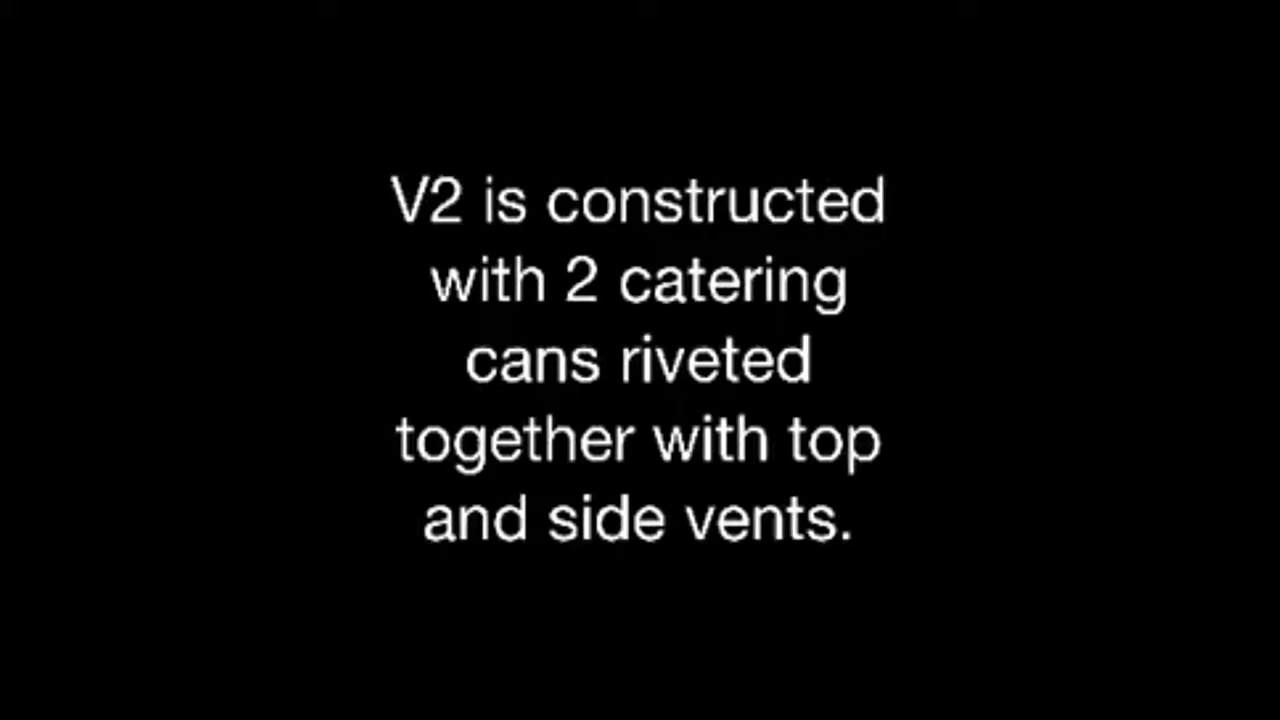 V2 is constructed
with 2 catering
cans riveted
together with top
and side vents.